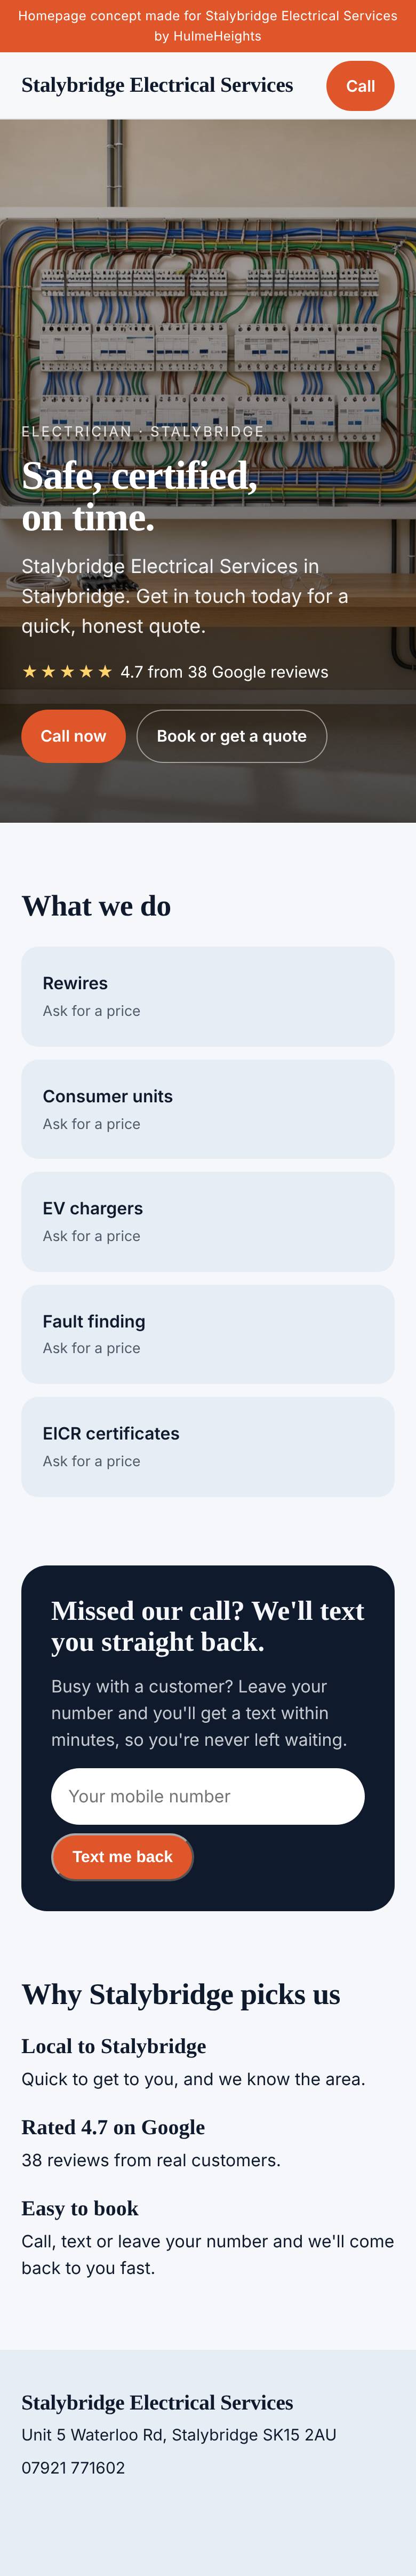 Homepage concept made for Stalybridge Electrical Services
by HulmeHeights
Stalybridge Electrical Services
Call
ELECTRICIAN · STALYBRIDGE
Safe, certified,
on time.
Stalybridge Electrical Services in
Stalybridge. Get in touch today for a
quick, honest quote.
★★★★★ 4.7 from 38 Google reviews
Call now
Book or get a quote
What we do
Rewires
Ask for a price
Consumer units
Ask for a price
EV chargers
Ask for a price
Fault finding
Ask for a price
EICR certificates
Ask for a price
Missed our call? We'll text
you straight back.
Busy with a customer? Leave your
number and you'll get a text within
minutes, so you're never left waiting.
Your mobile number
Text me back
Why Stalybridge picks us
Local to Stalybridge
Quick to get to you, and we know the area.
Rated 4.7 on Google
38 reviews from real customers.
Easy to book
Call, text or leave your number and we'll come
back to you fast.
Stalybridge Electrical Services
Unit 5 Waterloo Rd, Stalybridge SK15 2AU
07921 771602